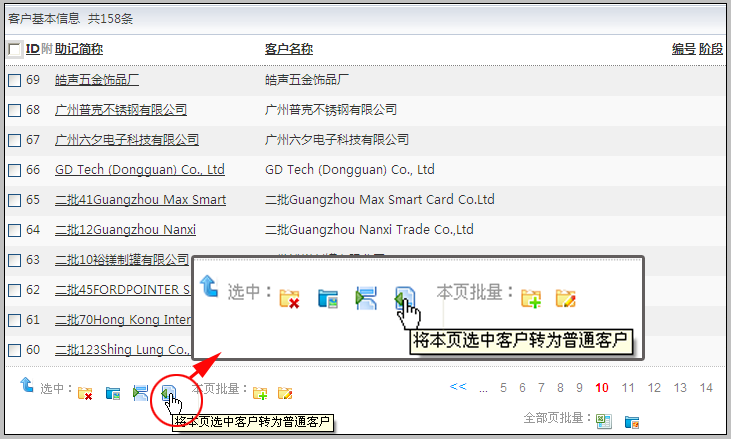 客户基本信息 共158条
ID 附 助记简称 客户名称 编号 阶段
69 皓声五金饰品厂 皓声五金饰品厂
68 广州普克不锈钢有限公司 广州普克不锈钢有限公司
67 广州六夕电子科技有限公司 广州六夕电子科技有限公司
66 GD Tech (Dongguan) Co., Ltd GD Tech (Dongguan) Co., Ltd
65 二批41Guangzhou Max Smart 二批Guangzhou Max Smart Card Co.Ltd
64 二批12Guangzhou Nanxi 二批Guangzhou Nanxi Trade Co.,Ltd
63 二批10裕镁制罐有限公司
62 二批45FORDPOINTER S
61 二批70Hong Kong Inter
60 二批123Shing Lung Co.,
选中： 本页批量：
将本页选中客户转为普通客户
选中： 本页批量： << ... 5 6 7 8 9 10 11 12 13 14
将本页选中客户转为普通客户
全部页批量：